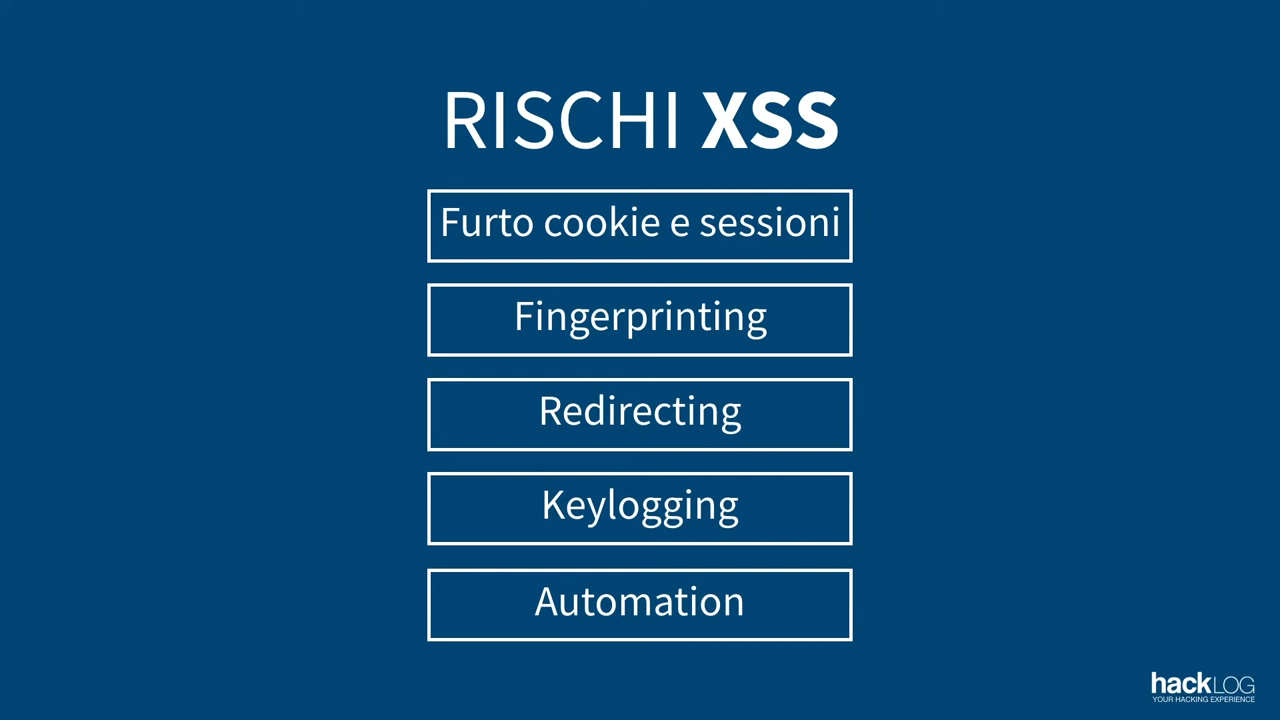 RISCHI XSS
Furto cookie e sessioni
Fingerprinting
Redirecting
Keylogging
Automation
hackLOG
YOUR HACKING EXPERIENCE